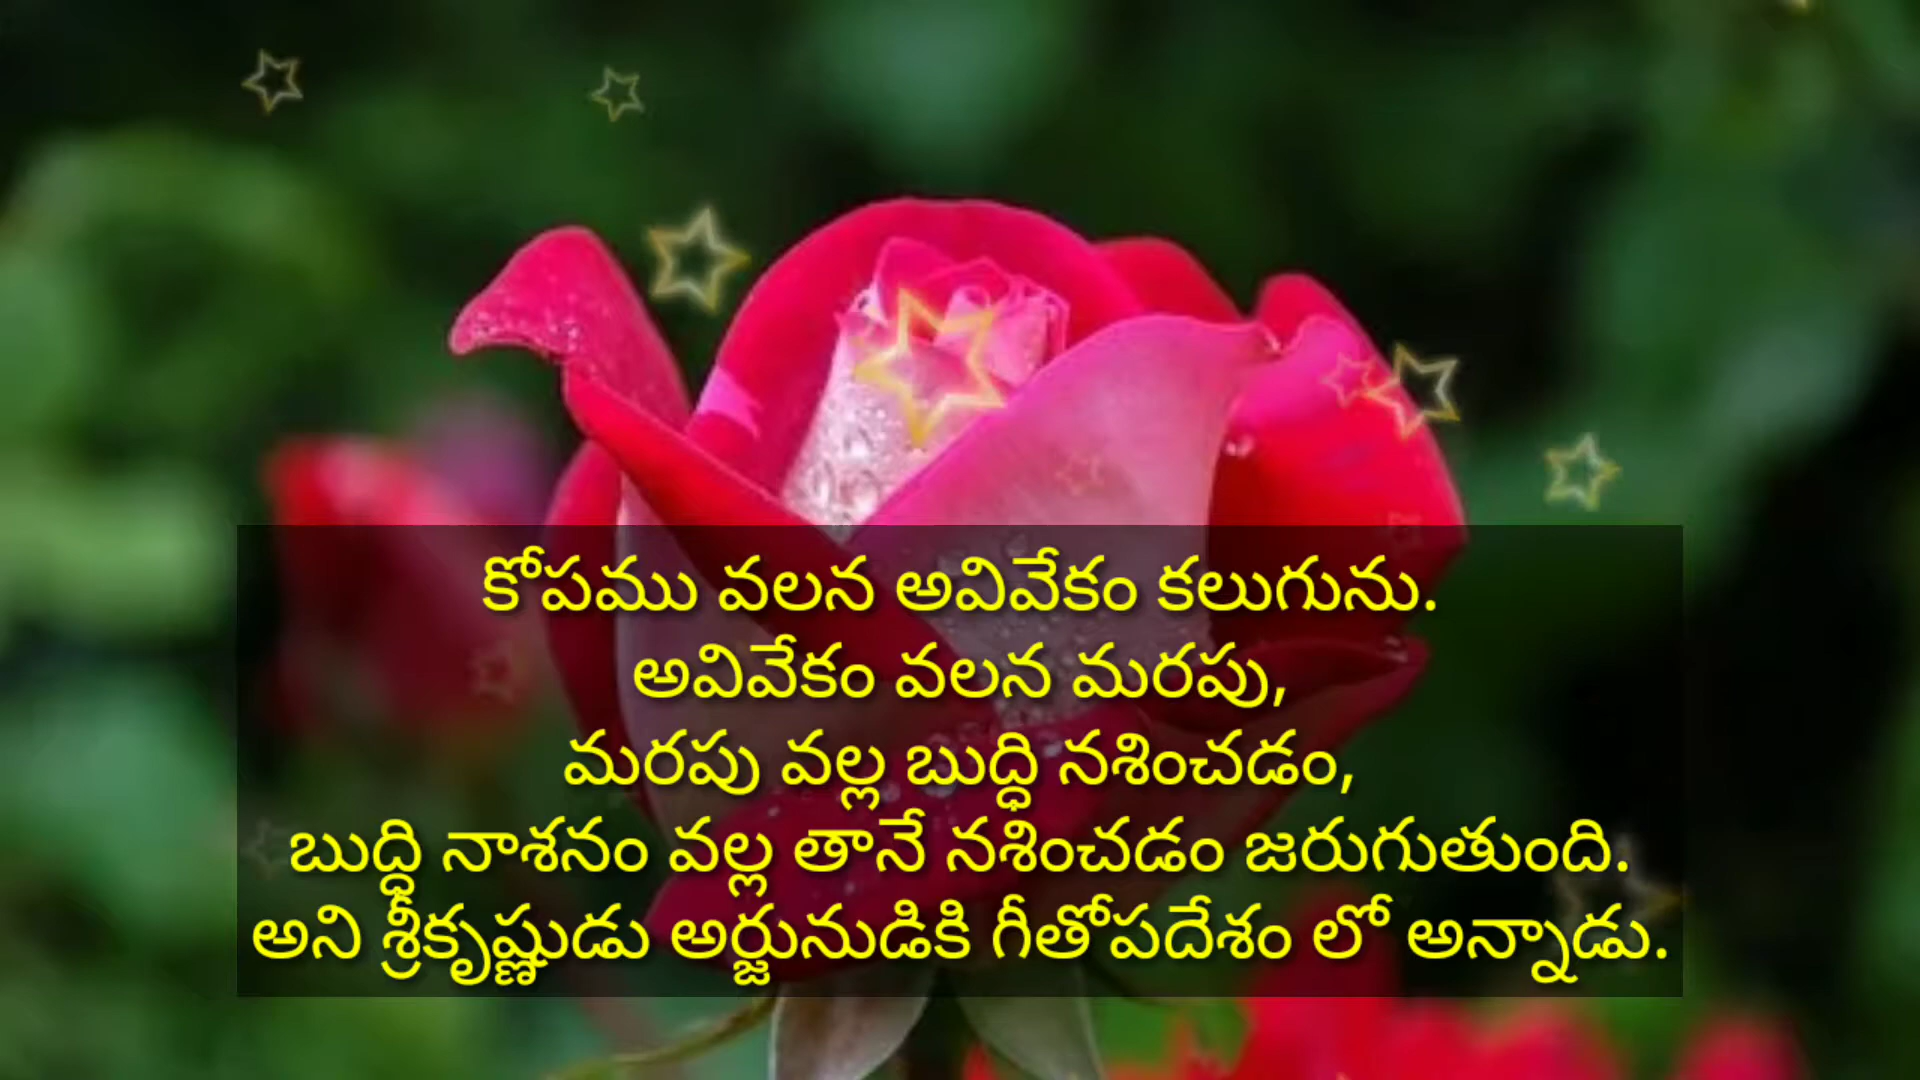 కోపము వలన అవివేకం కలుగును.
అవివేకం వలన మరపు,
మరపు వల్ల బుద్ధి నశించడం,
బుద్ధి నాశనం వల్ల తానే నశించడం జరుగుతుంది.
అని శ్రీకృష్ణుడు అర్జునుడికి గీతోపదేశం లో అన్నాడు.